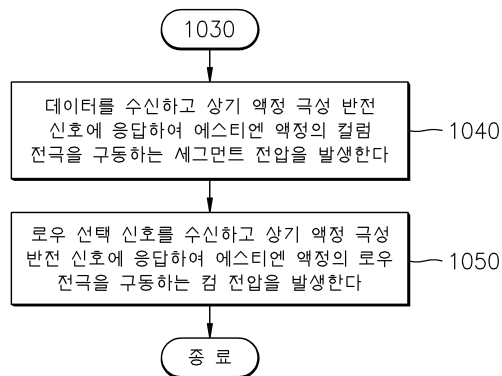 1030
데이터를 수신하고 상기 액정 극성 반전
신호에 응답하여 에스티엔 액정의 컬럼
전극을 구동하는 세그먼트 전압을 발생한다
1040
로우 선택 신호를 수신하고 상기 액정 극성
반전 신호에 응답하여 에스티엔 액정의 로우
전극을 구동하는 컴 전압을 발생한다
1050
종 료